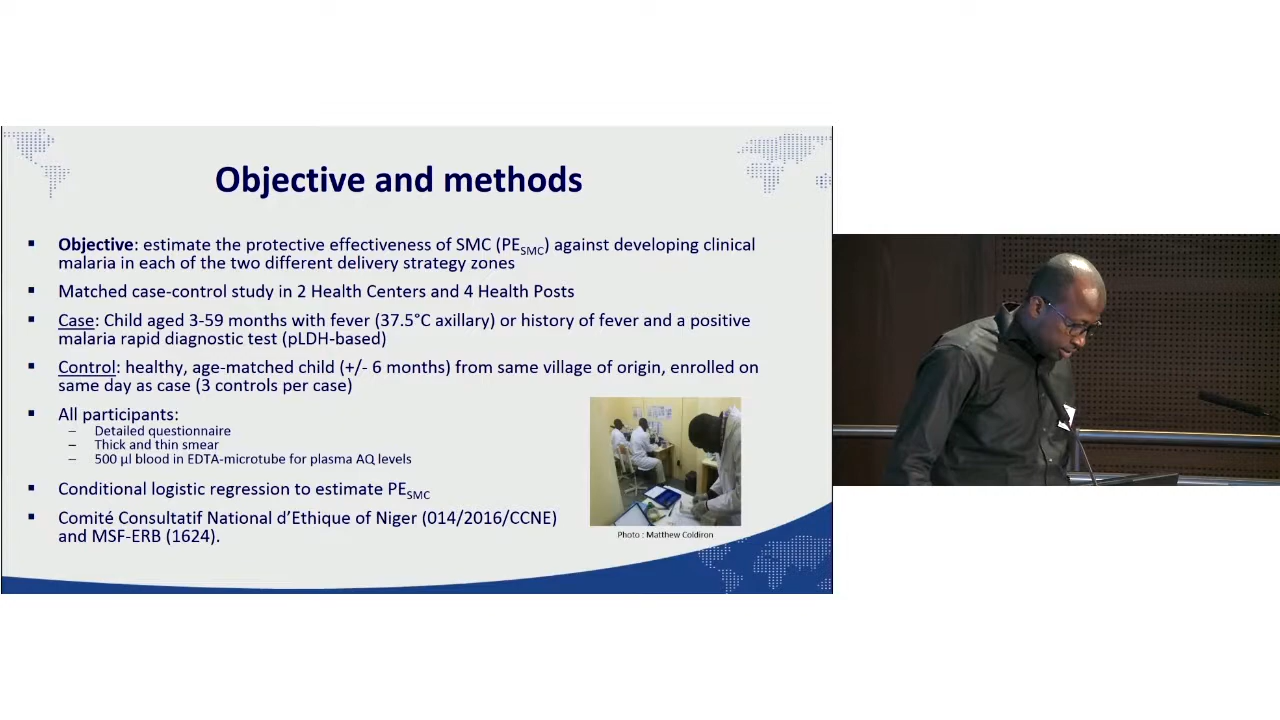 Objective and methods
▪ Objective: estimate the protective effectiveness of SMC (PESMC) against developing clinical
malaria in each of the two different delivery strategy zones
▪ Matched case-control study in 2 Health Centers and 4 Health Posts
▪ Case: Child aged 3-59 months with fever (37.5°C axillary) or history of fever and a positive
malaria rapid diagnostic test (pLDH-based)
▪ Control: healthy, age-matched child (+/- 6 months) from same village of origin, enrolled on
same day as case (3 controls per case)
▪ All participants:
– Detailed questionnaire
– Thick and thin smear
– 500 µl blood in EDTA-microtube for plasma AQ levels
▪ Conditional logistic regression to estimate PESMC
▪ Comité Consultatif National d’Ethique of Niger (014/2016/CCNE)
and MSF-ERB (1624).
Photo : Matthew Coldiron